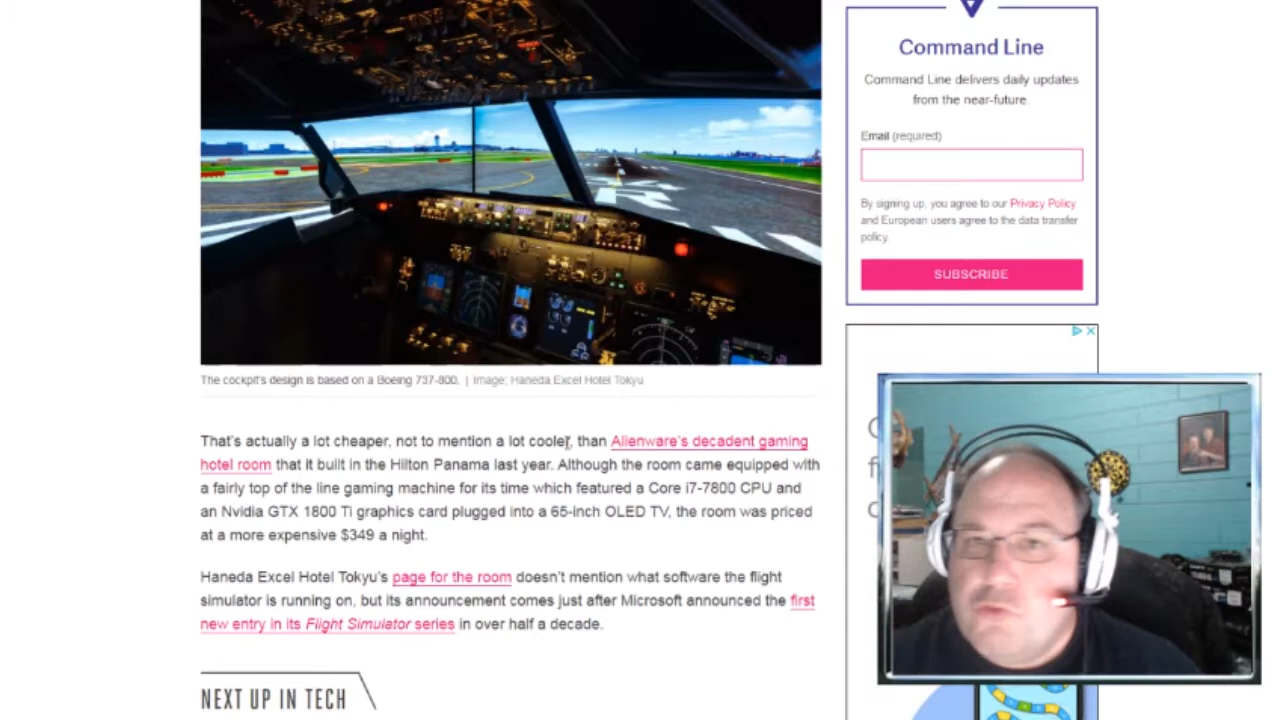 The cockpit's design is based on a Boeing 737-800. | Image: Haneda Excel Hotel Tokyu
That's actually a lot cheaper, not to mention a lot cooler, than Alienware's decadent gaming
hotel room that it built in the Hilton Panama last year. Although the room came equipped with
a fairly top of the line gaming machine for its time which featured a Core i7-7800 CPU and
an Nvidia GTX 1800 Ti graphics card plugged into a 65-inch OLED TV, the room was priced
at a more expensive $349 a night.
Haneda Excel Hotel Tokyu's page for the room doesn't mention what software the flight
simulator is running on, but its announcement comes just after Microsoft announced the first
new entry in its Flight Simulator series in over half a decade.
NEXT UP IN TECH
Command Line
Command Line delivers daily updates
from the near-future.
Email (required)
By signing up, you agree to our Privacy Policy
and European users agree to the data transfer
policy.
SUBSCRIBE